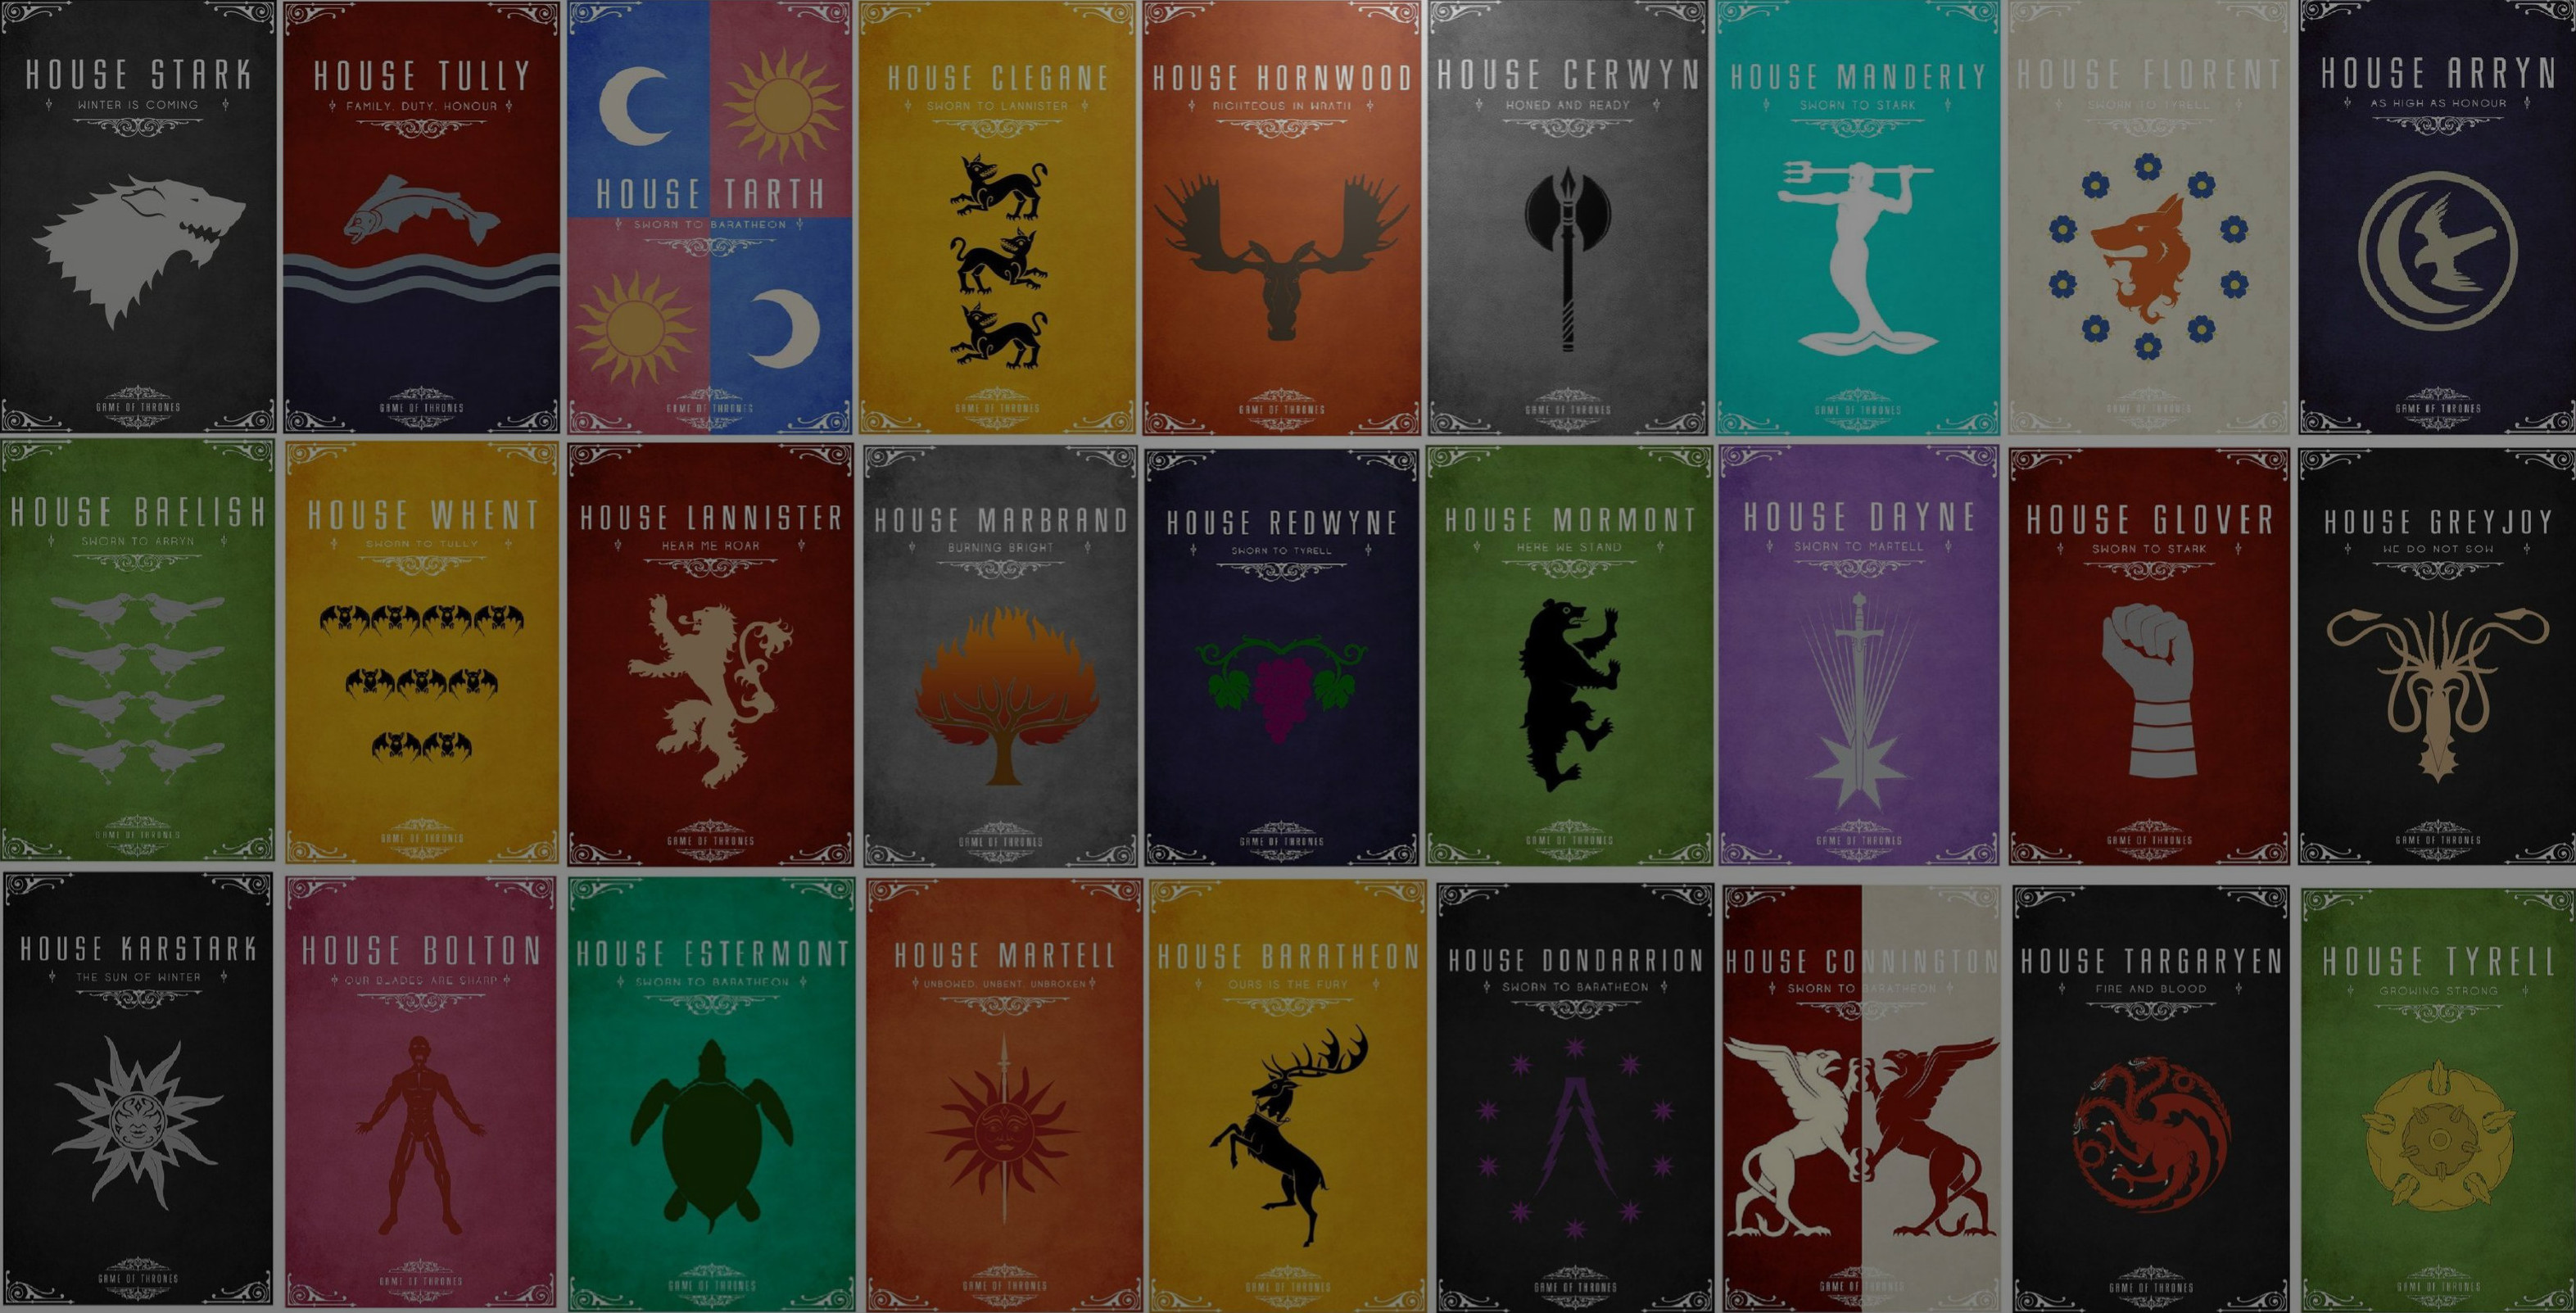 HOUSE STARK
WINTER IS COMING
GAME OF THRONES
HOUSE TULLY
FAMILY. DUTY. HONOUR
GAME OF THRONES
HOUSE TARTH
SWORN TO BARATHEON
GAME OF THRONES
HOUSE CLEGANE
SWORN TO LANNISTER
GAME OF THRONES
HOUSE HORNWOOD
RIGHTEOUS IN WRATH
GAME OF THRONES
HOUSE CERWYN
HONED AND READY
GAME OF THRONES
HOUSE MANDERLY
SWORN TO STARK
GAME OF THRONES
HOUSE FLORENT
SWORN TO TYRELL
GAME OF THRONES
HOUSE ARRYN
AS HIGH AS HONOUR
GAME OF THRONES
HOUSE BAELISH
SWORN TO ARRYN
GAME OF THRONES
HOUSE WHENT
SWORN TO TULLY
GAME OF THRONES
HOUSE LANNISTER
HEAR ME ROAR
GAME OF THRONES
HOUSE MARBRAND
BURNING BRIGHT
GAME OF THRONES
HOUSE REDWYNE
SWORN TO TYRELL
GAME OF THRONES
HOUSE MORMONT
HERE WE STAND
GAME OF THRONES
HOUSE DAYNE
SWORN TO MARTELL
GAME OF THRONES
HOUSE GLOVER
SWORN TO STARK
GAME OF THRONES
HOUSE GREYJOY
WE DO NOT SOW
GAME OF THRONES
HOUSE KARSTARK
THE SUN OF WINTER
GAME OF THRONES
HOUSE BOLTON
OUR BLADES ARE SHARP
GAME OF THRONES
HOUSE ESTERMONT
SWORN TO BARATHEON
GAME OF THRONES
HOUSE MARTELL
UNBOWED, UNBENT, UNBROKEN
GAME OF THRONES
HOUSE BARATHEON
OURS IS THE FURY
GAME OF THRONES
HOUSE DONDARRION
SWORN TO BARATHEON
GAME OF THRONES
HOUSE CONNINGTON
SWORN TO BARATHEON
GAME OF THRONES
HOUSE TARGARYEN
FIRE AND BLOOD
GAME OF THRONES
HOUSE TYRELL
GROWING STRONG
GAME OF THRONES